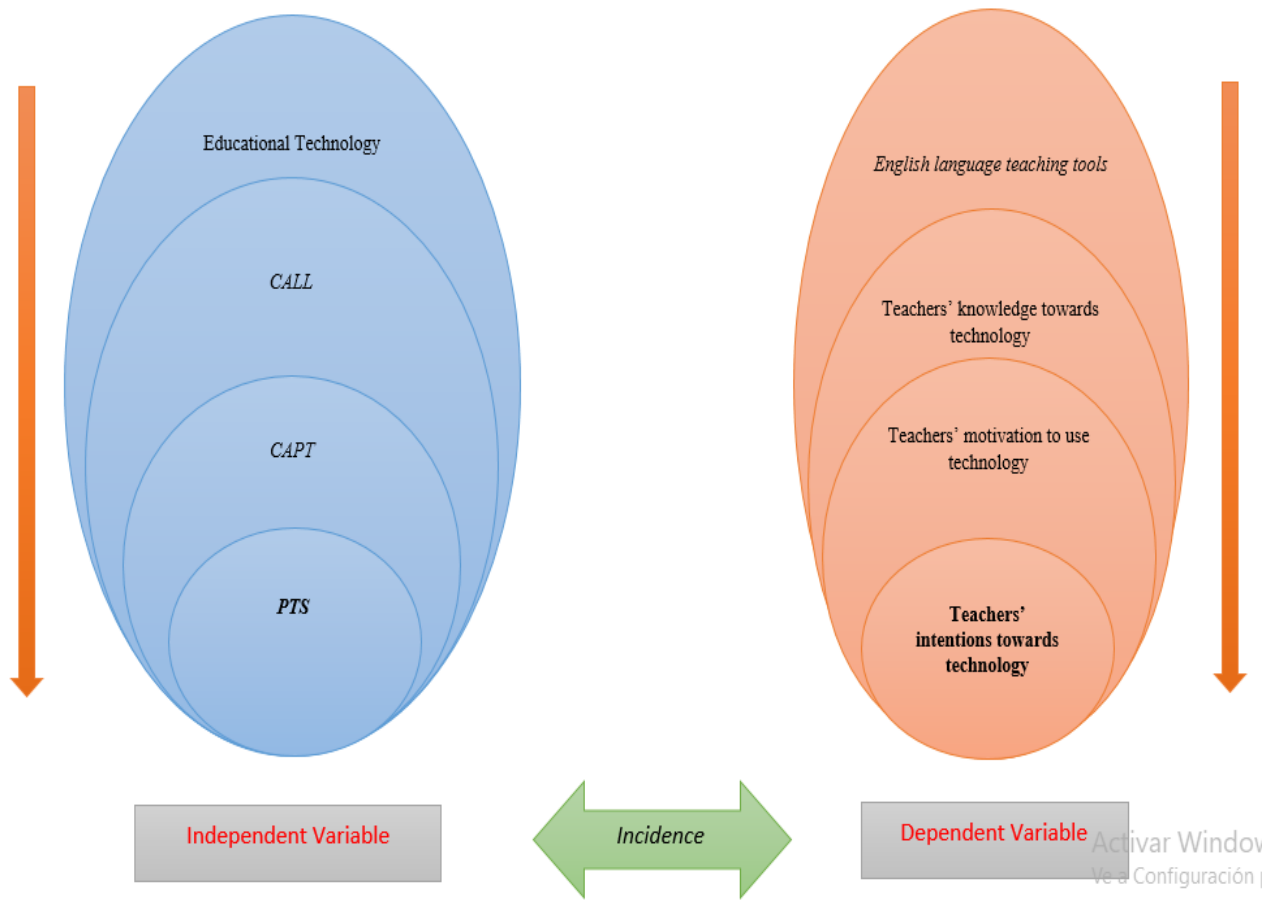 Educational Technology
CALL
CAPT
PTS
English language teaching tools
Teachers' knowledge towards
technology
Teachers' motivation to use
technology
Teachers'
intentions towards
technology
Independent Variable
Incidence
Dependent Variable
Activar Window
Ve a Configuración p